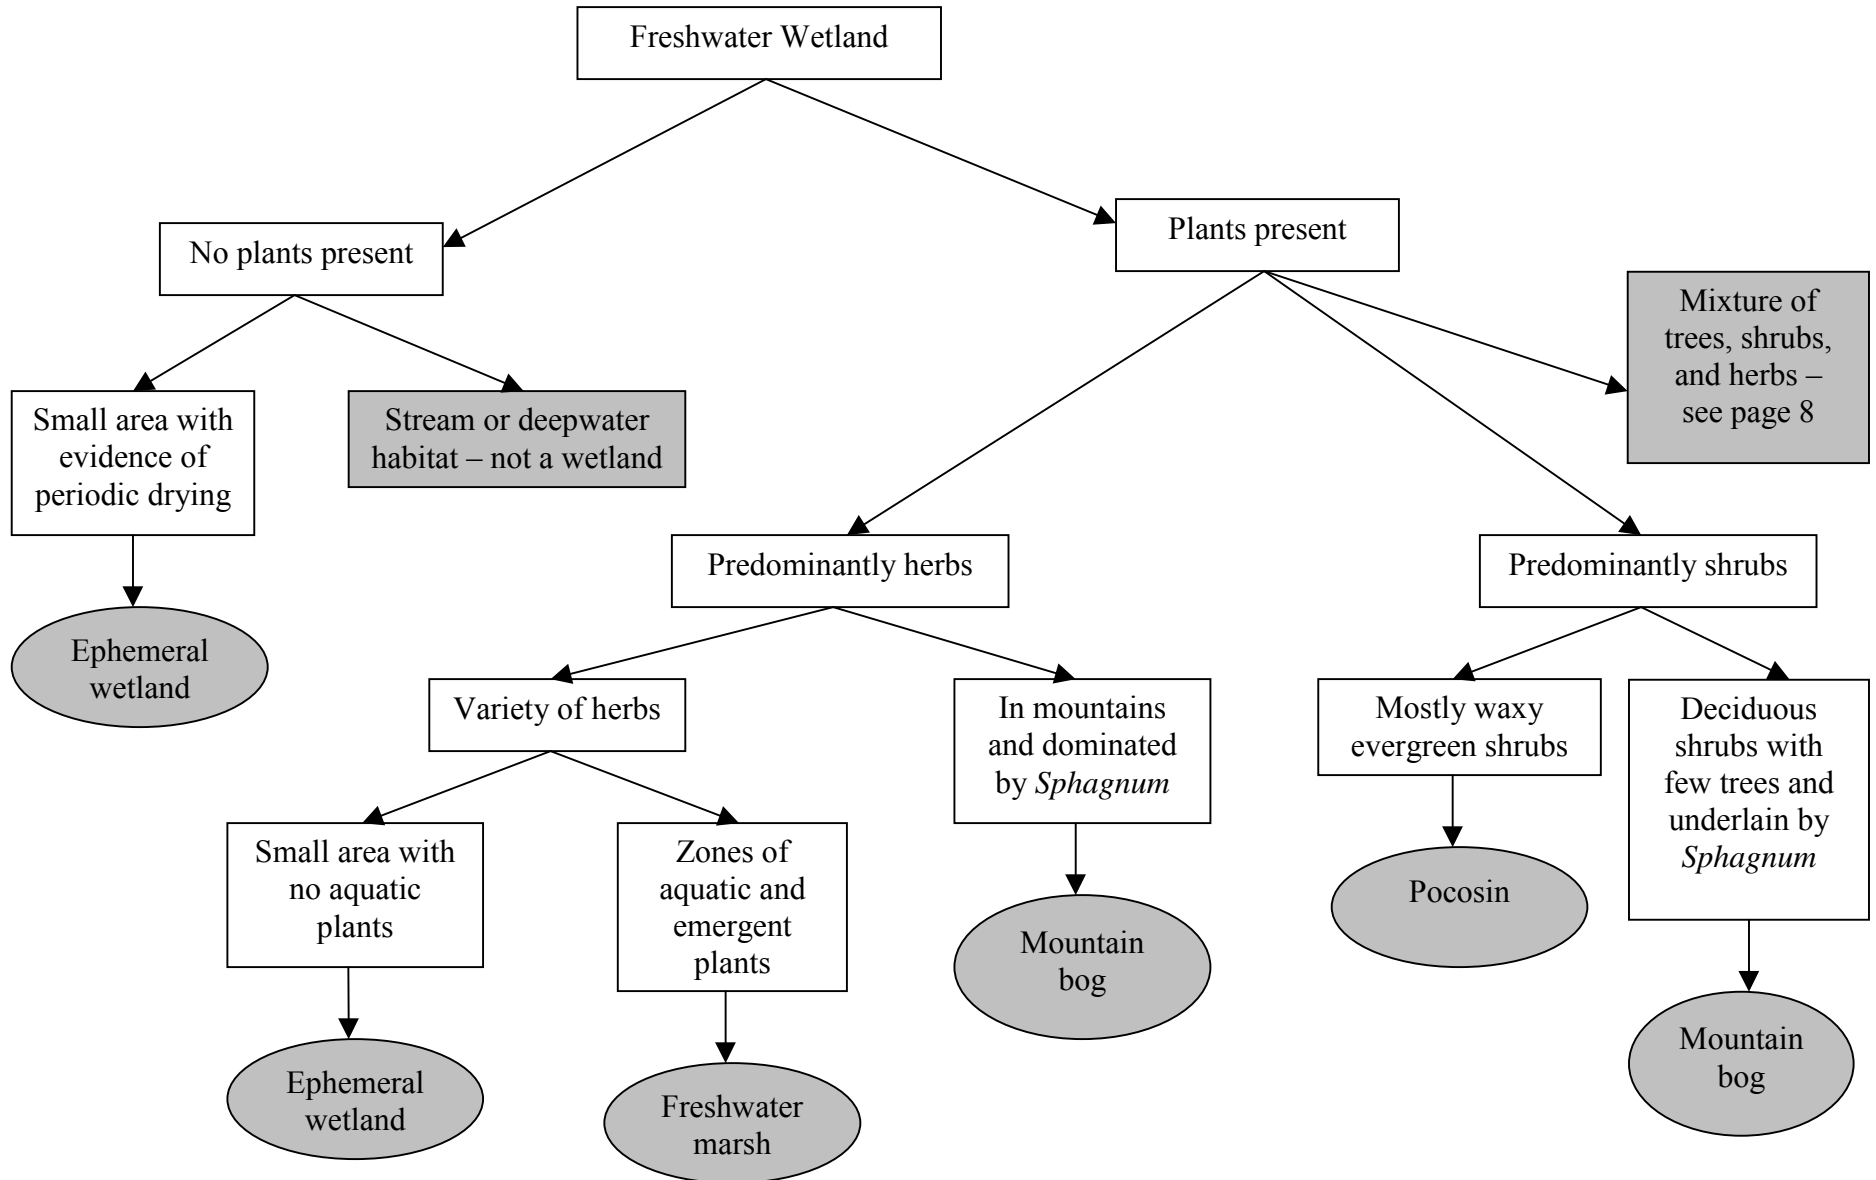 Freshwater Wetland
No plants present
Plants present
Mixture of
trees, shrubs,
and herbs –
see page 8
Small area with
evidence of
periodic drying
Stream or deepwater
habitat – not a wetland
Predominantly herbs
Predominantly shrubs
Ephemeral
wetland
Variety of herbs
In mountains
and dominated
by Sphagnum
Mostly waxy
evergreen shrubs
Deciduous
shrubs with
few trees and
underlain by
Sphagnum
Small area with
no aquatic
plants
Zones of
aquatic and
emergent
plants
Pocosin
Mountain
bog
Mountain
bog
Ephemeral
wetland
Freshwater
marsh